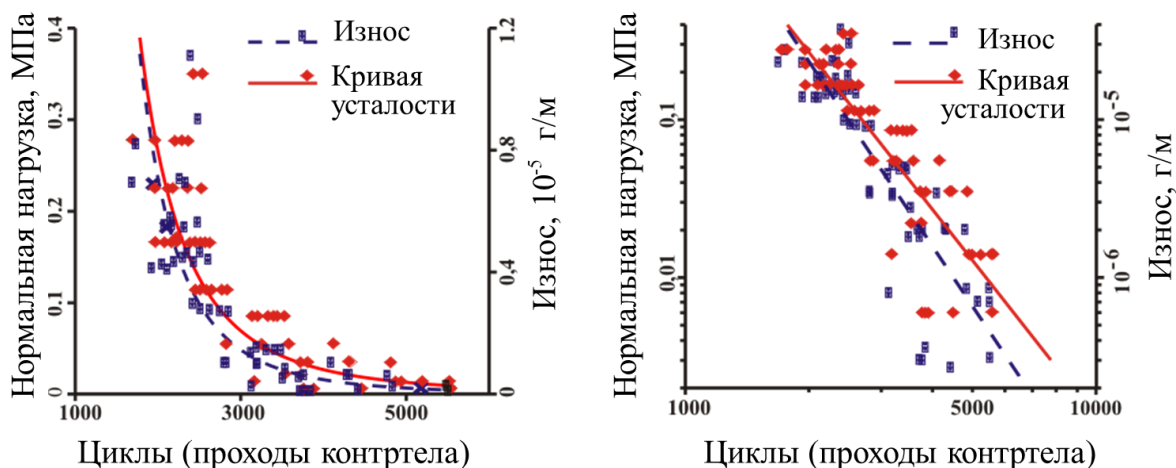 Нормальная нагрузка, МПа
0,4
0,3
0,2
0,1
0
1,2
0,8
0,4
0
Износ
Кривая
усталости
Износ, 10⁻⁵ г/м
1000
3000
5000
Циклы (проходы контртела)
Нормальная нагрузка, МПа
0,1
0,01
10⁻⁵
10⁻⁶
Износ
Кривая
усталости
Износ, г/м
1000
5000
10000
Циклы (проходы контртела)